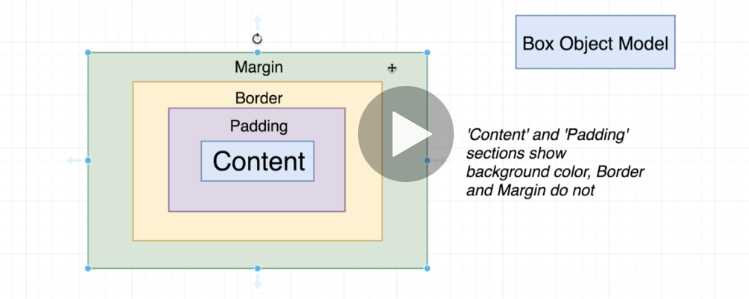 Box Object Model
Margin
Border
Padding
Content
'Content' and 'Padding'
sections show
background color, Border
and Margin do not